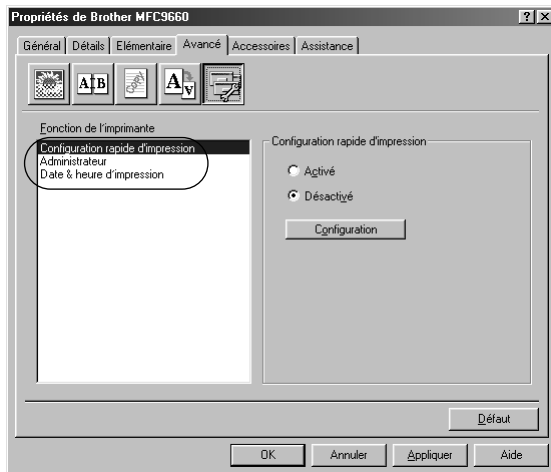 Propriétés de Brother MFC9660
Général Détails Elémentaire Avancé Accessoires Assistance
A B Copy A A
Fonction de l'imprimante
Configuration rapide d'impression
Administrateur
Date & heure d'impression
Configuration rapide d'impression
Activé
Désactivé
Configuration
Défaut
OK Annuler Appliquer Aide